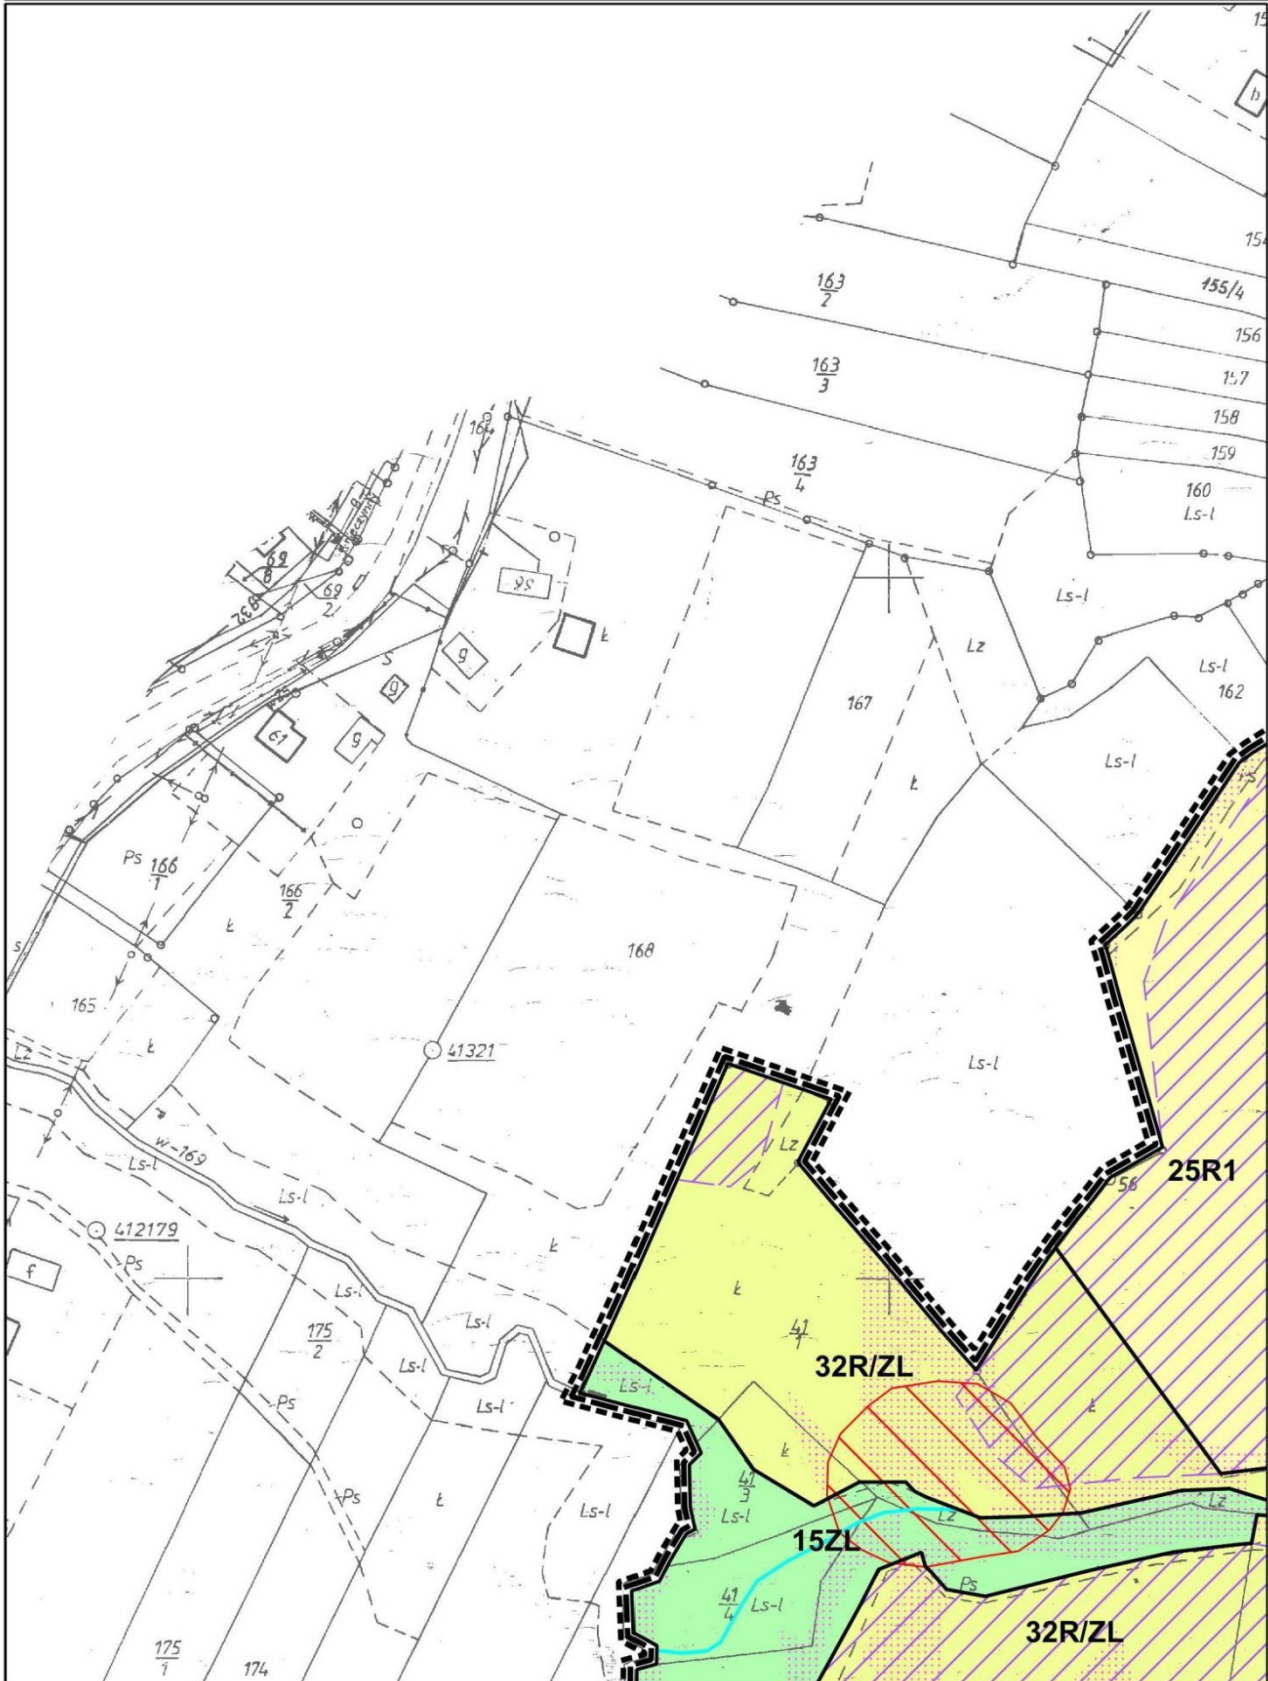 b
154
163
2
155/4
156
163
3
157
158
164
159
163
4
160
Ls-l
Ps
69
8
69
2
Ls-l
Lz
Ls-l
162
ł
g
S
g
167
61
g
Ls-l
ł
Ps
166
1
166
2
ł
168
s
165
Lz
ł
41321
Ls-l
w-169
Lz
Ls-l
25R1
56
Ls-l
412179
ł
Ps
f
Ls-l
ł
Ls-l
41
1
175
2
Ls-l
32R/ZL
Ls-l
Ps
Ls-l
ł
ł
41
3
Ps
ł
Ls-l
Ls-l
Lz
Lz
15ZL
Ps
41
4
Ls-l
32R/ZL
175
1
174